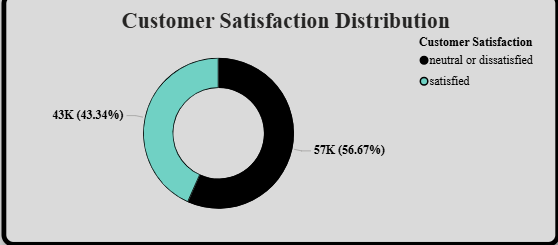 Customer Satisfaction Distribution
Customer Satisfaction
neutral or dissatisfied
satisfied
43K (43.34%)
57K (56.67%)